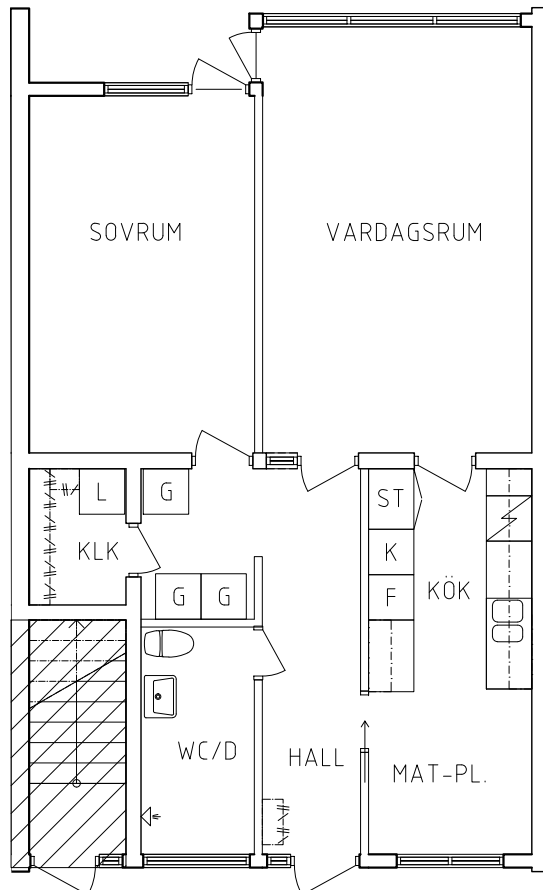 SOVRUM
VARDAGSRUM
L
G
ST
KLK
K
G
G
F
KÖK
WC/D
HALL
MAT-PL.